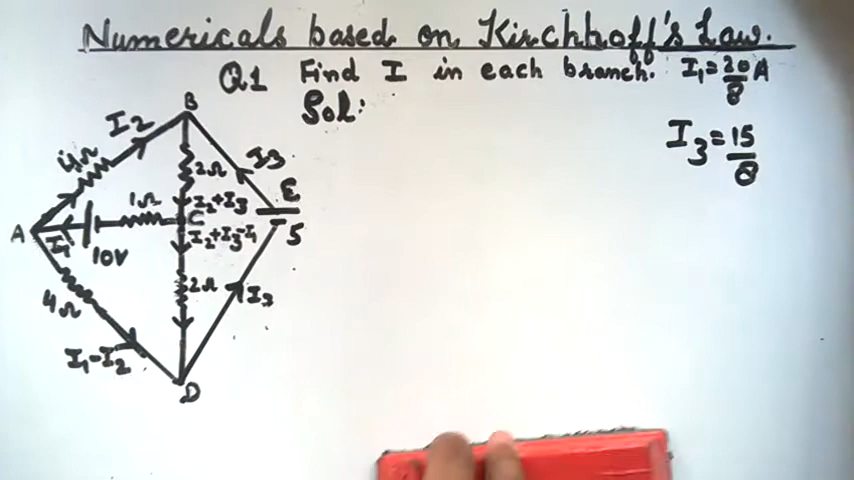 Numericals based on Kirchhoff's Law.
Q1 Find I in each branch. I1=20/8 A
Sol:
I3=15/8
B
I2
4Ω
2Ω
I3
1Ω
I2+I3
E
A
I1
C
10V
I2+I3-I1
5
4Ω
2Ω
I3
I1-I2
D